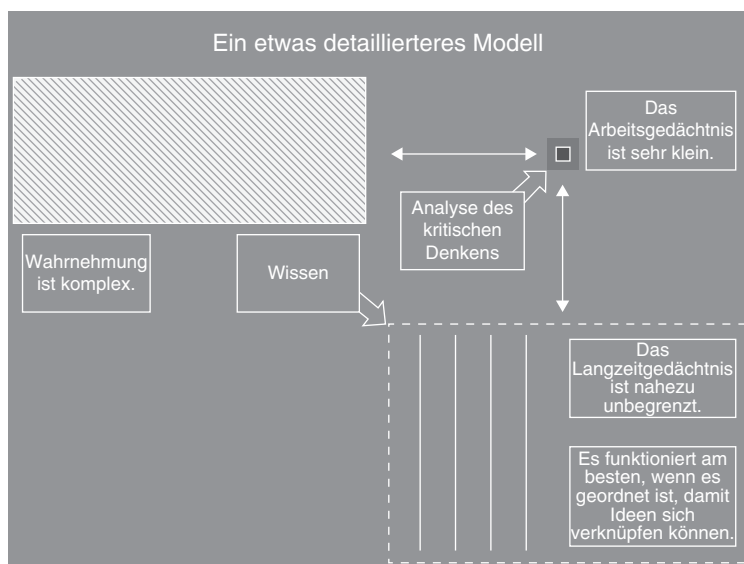 Ein etwas detaillierteres Modell
Das
Arbeitsgedächtnis
ist sehr klein.
Analyse des
kritischen
Denkens
Wahrnehmung
ist komplex.
Wissen
Das
Langzeitgedächtnis
ist nahezu
unbegrenzt.
Es funktioniert am
besten, wenn es
geordnet ist, damit
Ideen sich
verknüpfen können.